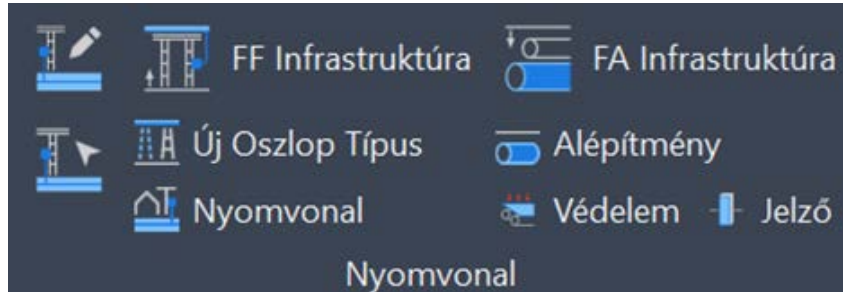 FF Infrastruktúra FA Infrastruktúra
Új Oszlop Típus Alépítmény
Nyomvonal Védelem Jelző
Nyomvonal